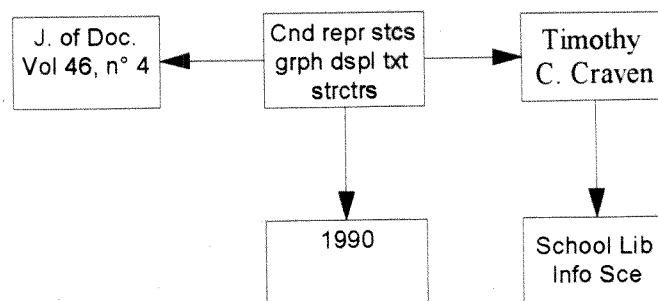 J. of Doc.
Vol 46, n° 4
Cnd repr stcs
grph dspl txt
strctrs
Timothy
C. Craven
1990
School Lib
Info Sce